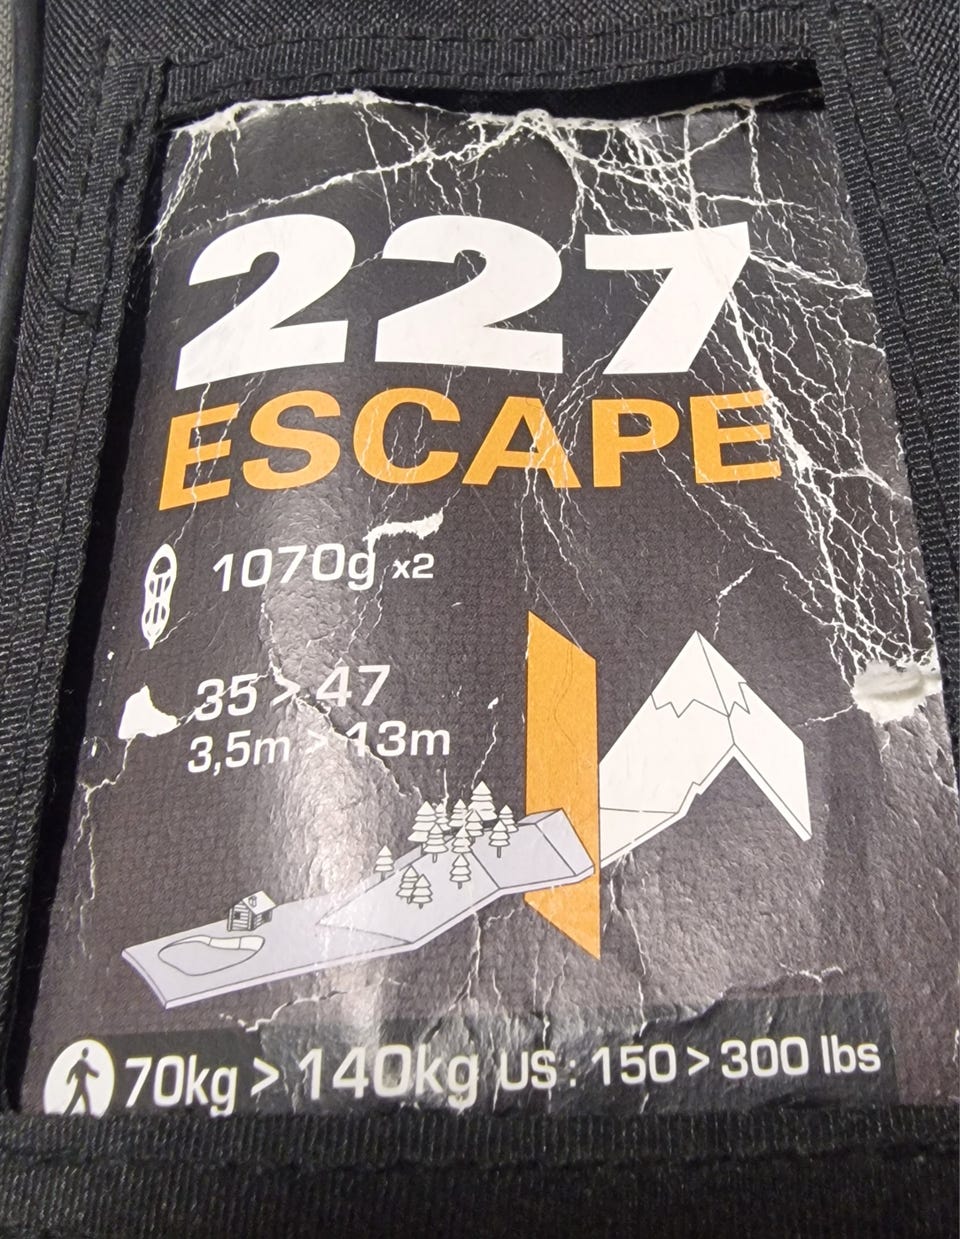 227
ESCAPE
1070g x2
35 > 47
3,5m > 13m
70kg > 140kg US : 150 > 300 lbs